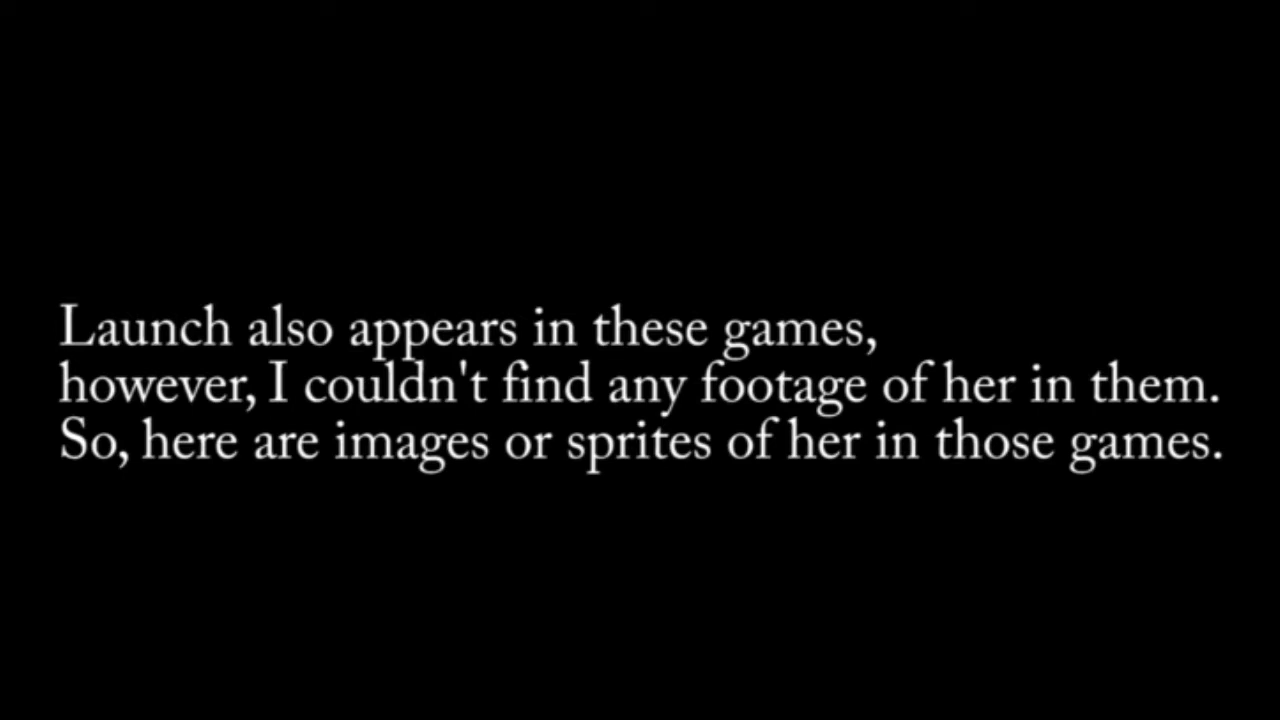 Launch also appears in these games,
however, I couldn't find any footage of her in them.
So, here are images or sprites of her in those games.